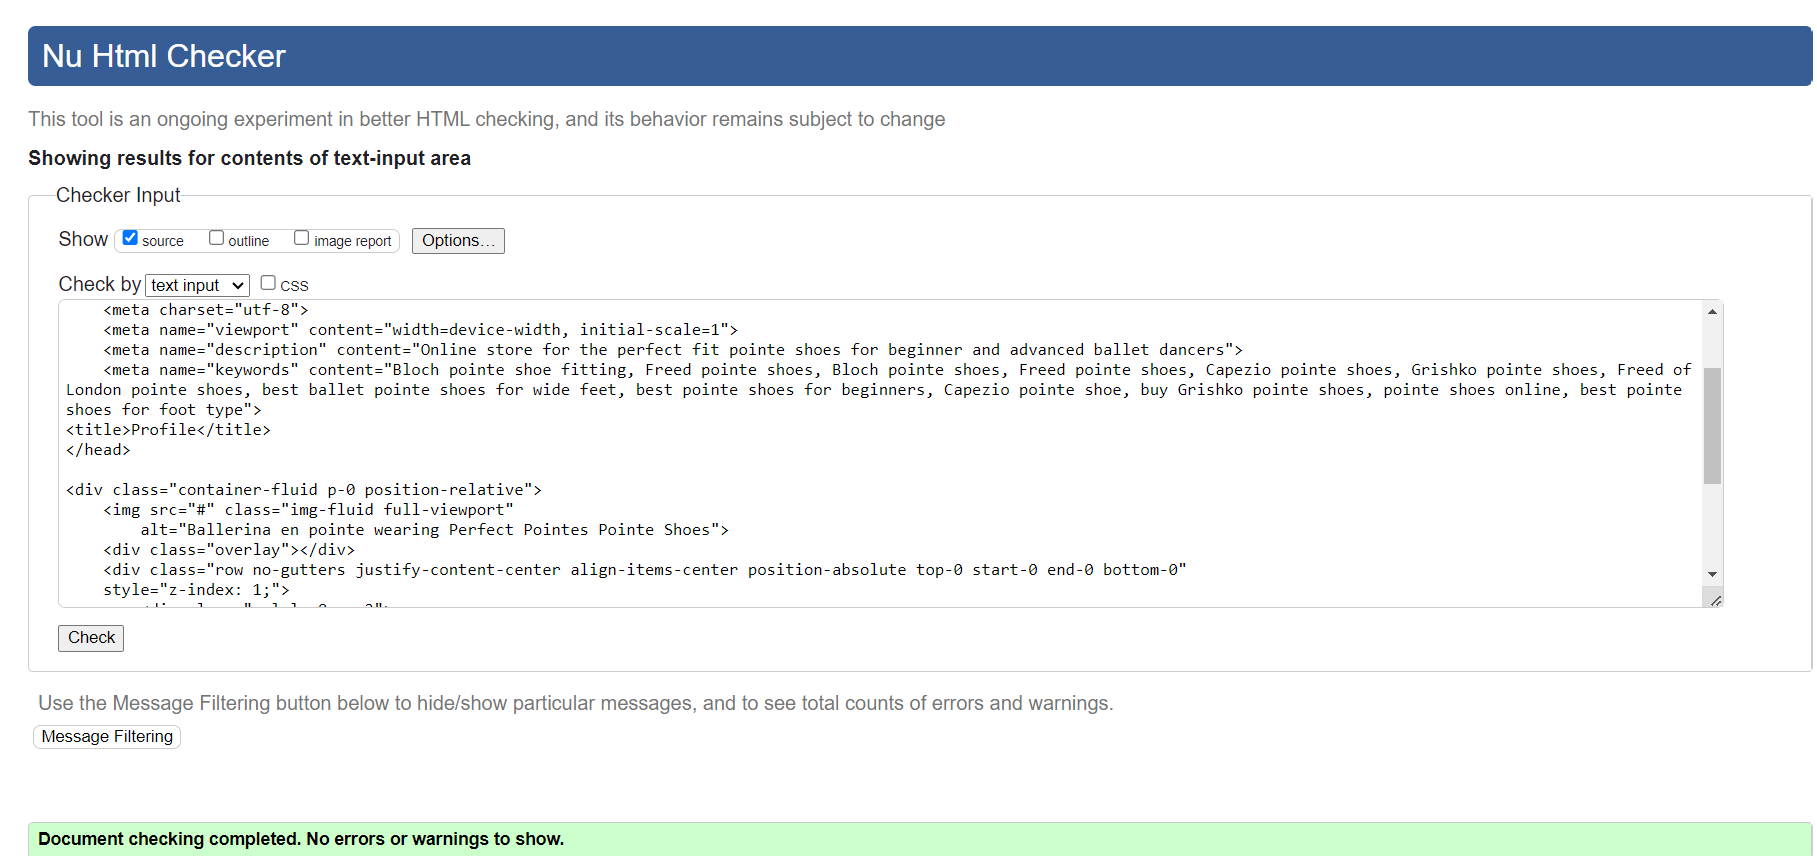 Nu Html Checker
This tool is an ongoing experiment in better HTML checking, and its behavior remains subject to change
Showing results for contents of text-input area
Checker Input
Show source outline image report Options...
Check by text input CSS
<meta charset="utf-8">
<meta name="viewport" content="width=device-width, initial-scale=1">
<meta name="description" content="Online store for the perfect fit pointe shoes for beginner and advanced ballet dancers">
<meta name="keywords" content="Bloch pointe shoe fitting, Freed pointe shoes, Bloch pointe shoes, Freed pointe shoes, Capezio pointe shoes, Grishko pointe shoes, Freed of
London pointe shoes, best ballet pointe shoes for wide feet, best pointe shoes for beginners, Capezio pointe shoe, buy Grishko pointe shoes, pointe shoes online, best pointe
shoes for foot type">
<title>Profile</title>
</head>
<div class="container-fluid p-0 position-relative">
<img src="#" class="img-fluid full-viewport"
alt="Ballerina en pointe wearing Perfect Pointes Pointe Shoes">
<div class="overlay"></div>
<div class="row no-gutters justify-content-center align-items-center position-absolute top-0 start-0 end-0 bottom-0"
style="z-index: 1;">
Check
Use the Message Filtering button below to hide/show particular messages, and to see total counts of errors and warnings.
Message Filtering
Document checking completed. No errors or warnings to show.